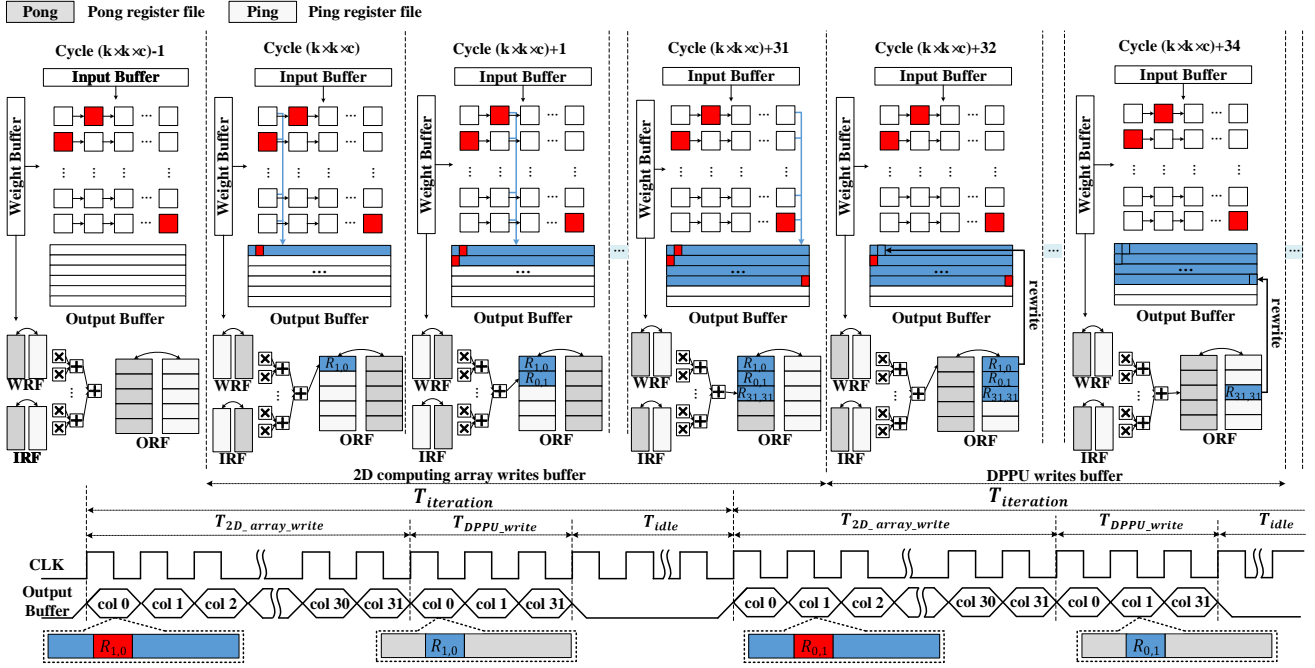 Pong Pong register file Ping Ping register file
Cycle (k×k×c)-1 Cycle (k×k×c) Cycle (k×k×c)+1 Cycle (k×k×c)+31 Cycle (k×k×c)+32 Cycle (k×k×c)+34
Input Buffer Input Buffer Input Buffer Input Buffer Input Buffer Input Buffer
Weight Buffer Weight Buffer Weight Buffer Weight Buffer Weight Buffer Weight Buffer
... ... ... ... ... ...
Output Buffer Output Buffer Output Buffer Output Buffer Output Buffer Output Buffer
rewrite rewrite
R1,0 R1,0 R1,0 R1,0
R0,1 R0,1 R0,1
R31,31 R31,31 R31,31
WRF WRF WRF WRF WRF WRF
ORF ORF ORF ORF ORF ORF
IRF IRF IRF IRF IRF IRF
2D computing array writes buffer DPPU writes buffer
Titeration Titeration
T2D_array_write TDPPU_write Tidle T2D_array_write TDPPU_write Tidle
CLK
Output Buffer
col 0 col 1 col 2 col 30 col 31 col 0 col 1 col 31 col 0 col 1 col 2 col 30 col 31 col 0 col 1 col 31
R1,0 R1,0 R0,1 R0,1